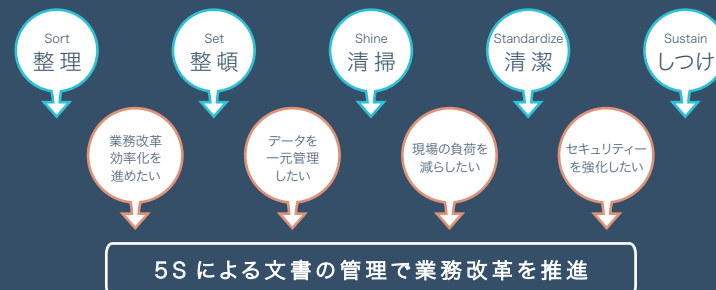 Sort
整理
Set
整頓
Shine
清掃
Standardize
清潔
Sustain
しつけ
業務改革
効率化を
進めたい
データを
一元管理
したい
現場の負荷を
減らしたい
セキュリティー
を強化したい
5Sによる文書の管理で業務改革を推進